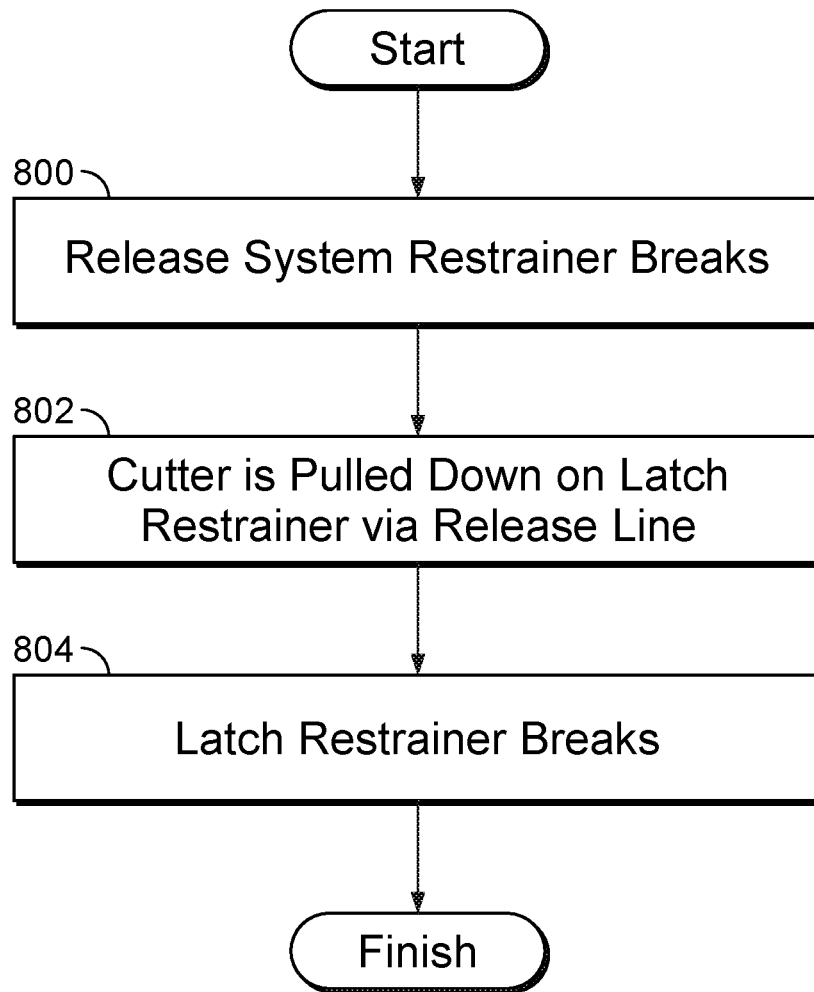 Start
800
Release System Restrainer Breaks
802
Cutter is Pulled Down on Latch
Restrainer via Release Line
804
Latch Restrainer Breaks
Finish